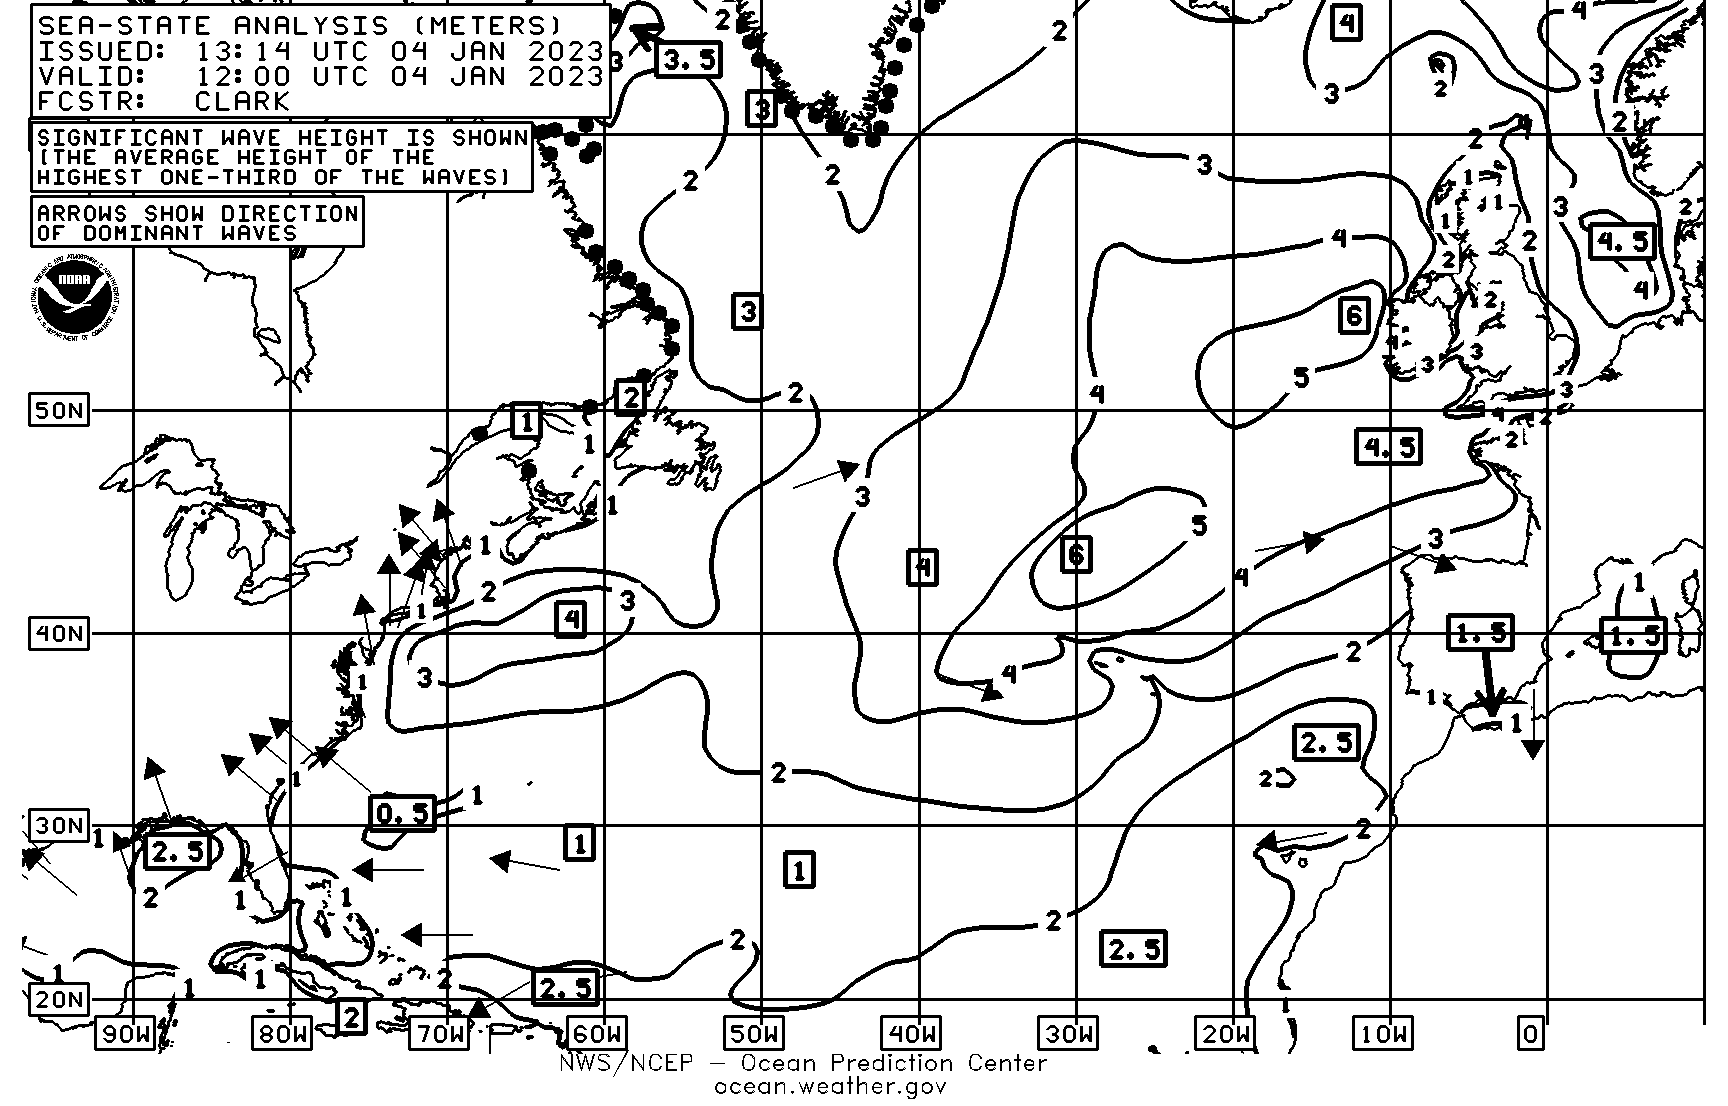 SEA-STATE ANALYSIS (METERS)
ISSUED: 13:14 UTC 04 JAN 2023
VALID: 12:00 UTC 04 JAN 2023
FCSTR: CLARK
SIGNIFICANT WAVE HEIGHT IS SHOWN
(THE AVERAGE HEIGHT OF THE
HIGHEST ONE-THIRD OF THE WAVES)
ARROWS SHOW DIRECTION
OF DOMINANT WAVES
NOAA
2 2 4 4
3 3.5 3 3 2
3 2 2
2 2 3 1
3 1 1 2
4 2 4.5
2 4
3 6 2
5 3 3
50N 2 2 4 3
1 1 4 2
4.5 2
1 3 5
1 4 6 3
2 4 1
1 3 4
40N 2 1.5 1.5
1 3 4 1
2.5 1
1 2 2
0.5 1
30N 1 2.5 1 2
2 1 1 1
2 2 2.5
1 1 1 2 2.5
20N 2 1
90W 80W 70W 60W 50W 40W 30W 20W 10W 0
NWS/NCEP – Ocean Prediction Center
ocean.weather.gov